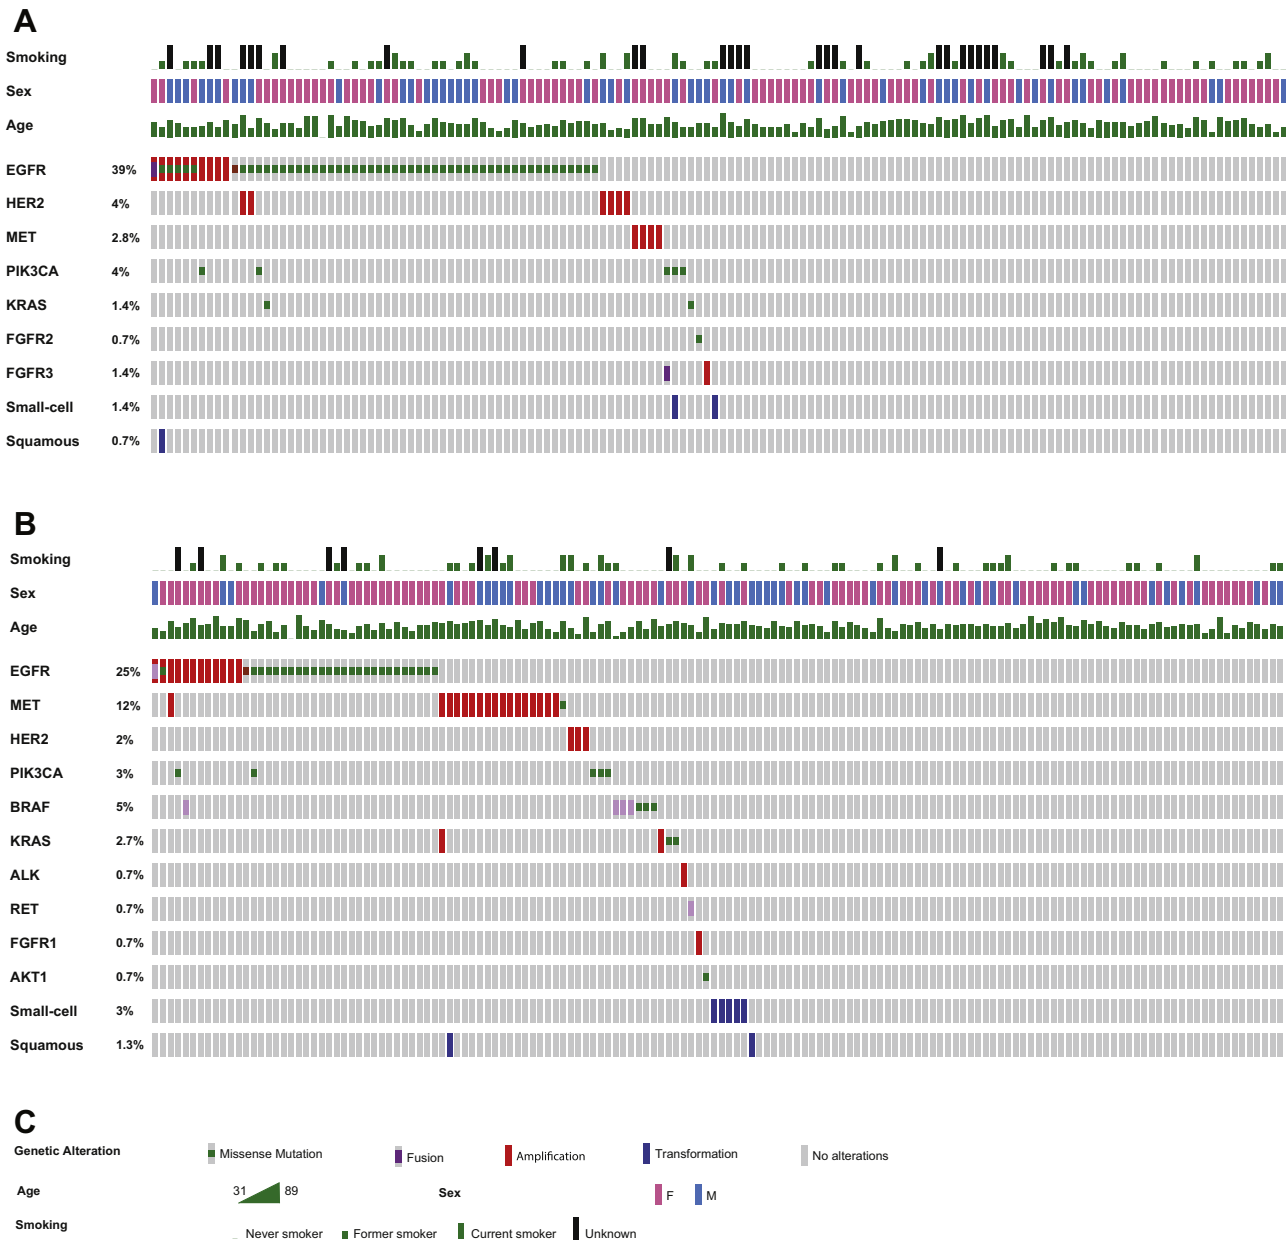 A
Smoking
Sex
Age
EGFR 39%
HER2 4%
MET 2.8%
PIK3CA 4%
KRAS 1.4%
FGFR2 0.7%
FGFR3 1.4%
Small-cell 1.4%
Squamous 0.7%
B
Smoking
Sex
Age
EGFR 25%
MET 12%
HER2 2%
PIK3CA 3%
BRAF 5%
KRAS 2.7%
ALK 0.7%
RET 0.7%
FGFR1 0.7%
AKT1 0.7%
Small-cell 3%
Squamous 1.3%
C
Genetic Alteration Missense Mutation Fusion Amplification Transformation No alterations
Age 31 89 Sex F M
Smoking Never smoker Former smoker Current smoker Unknown